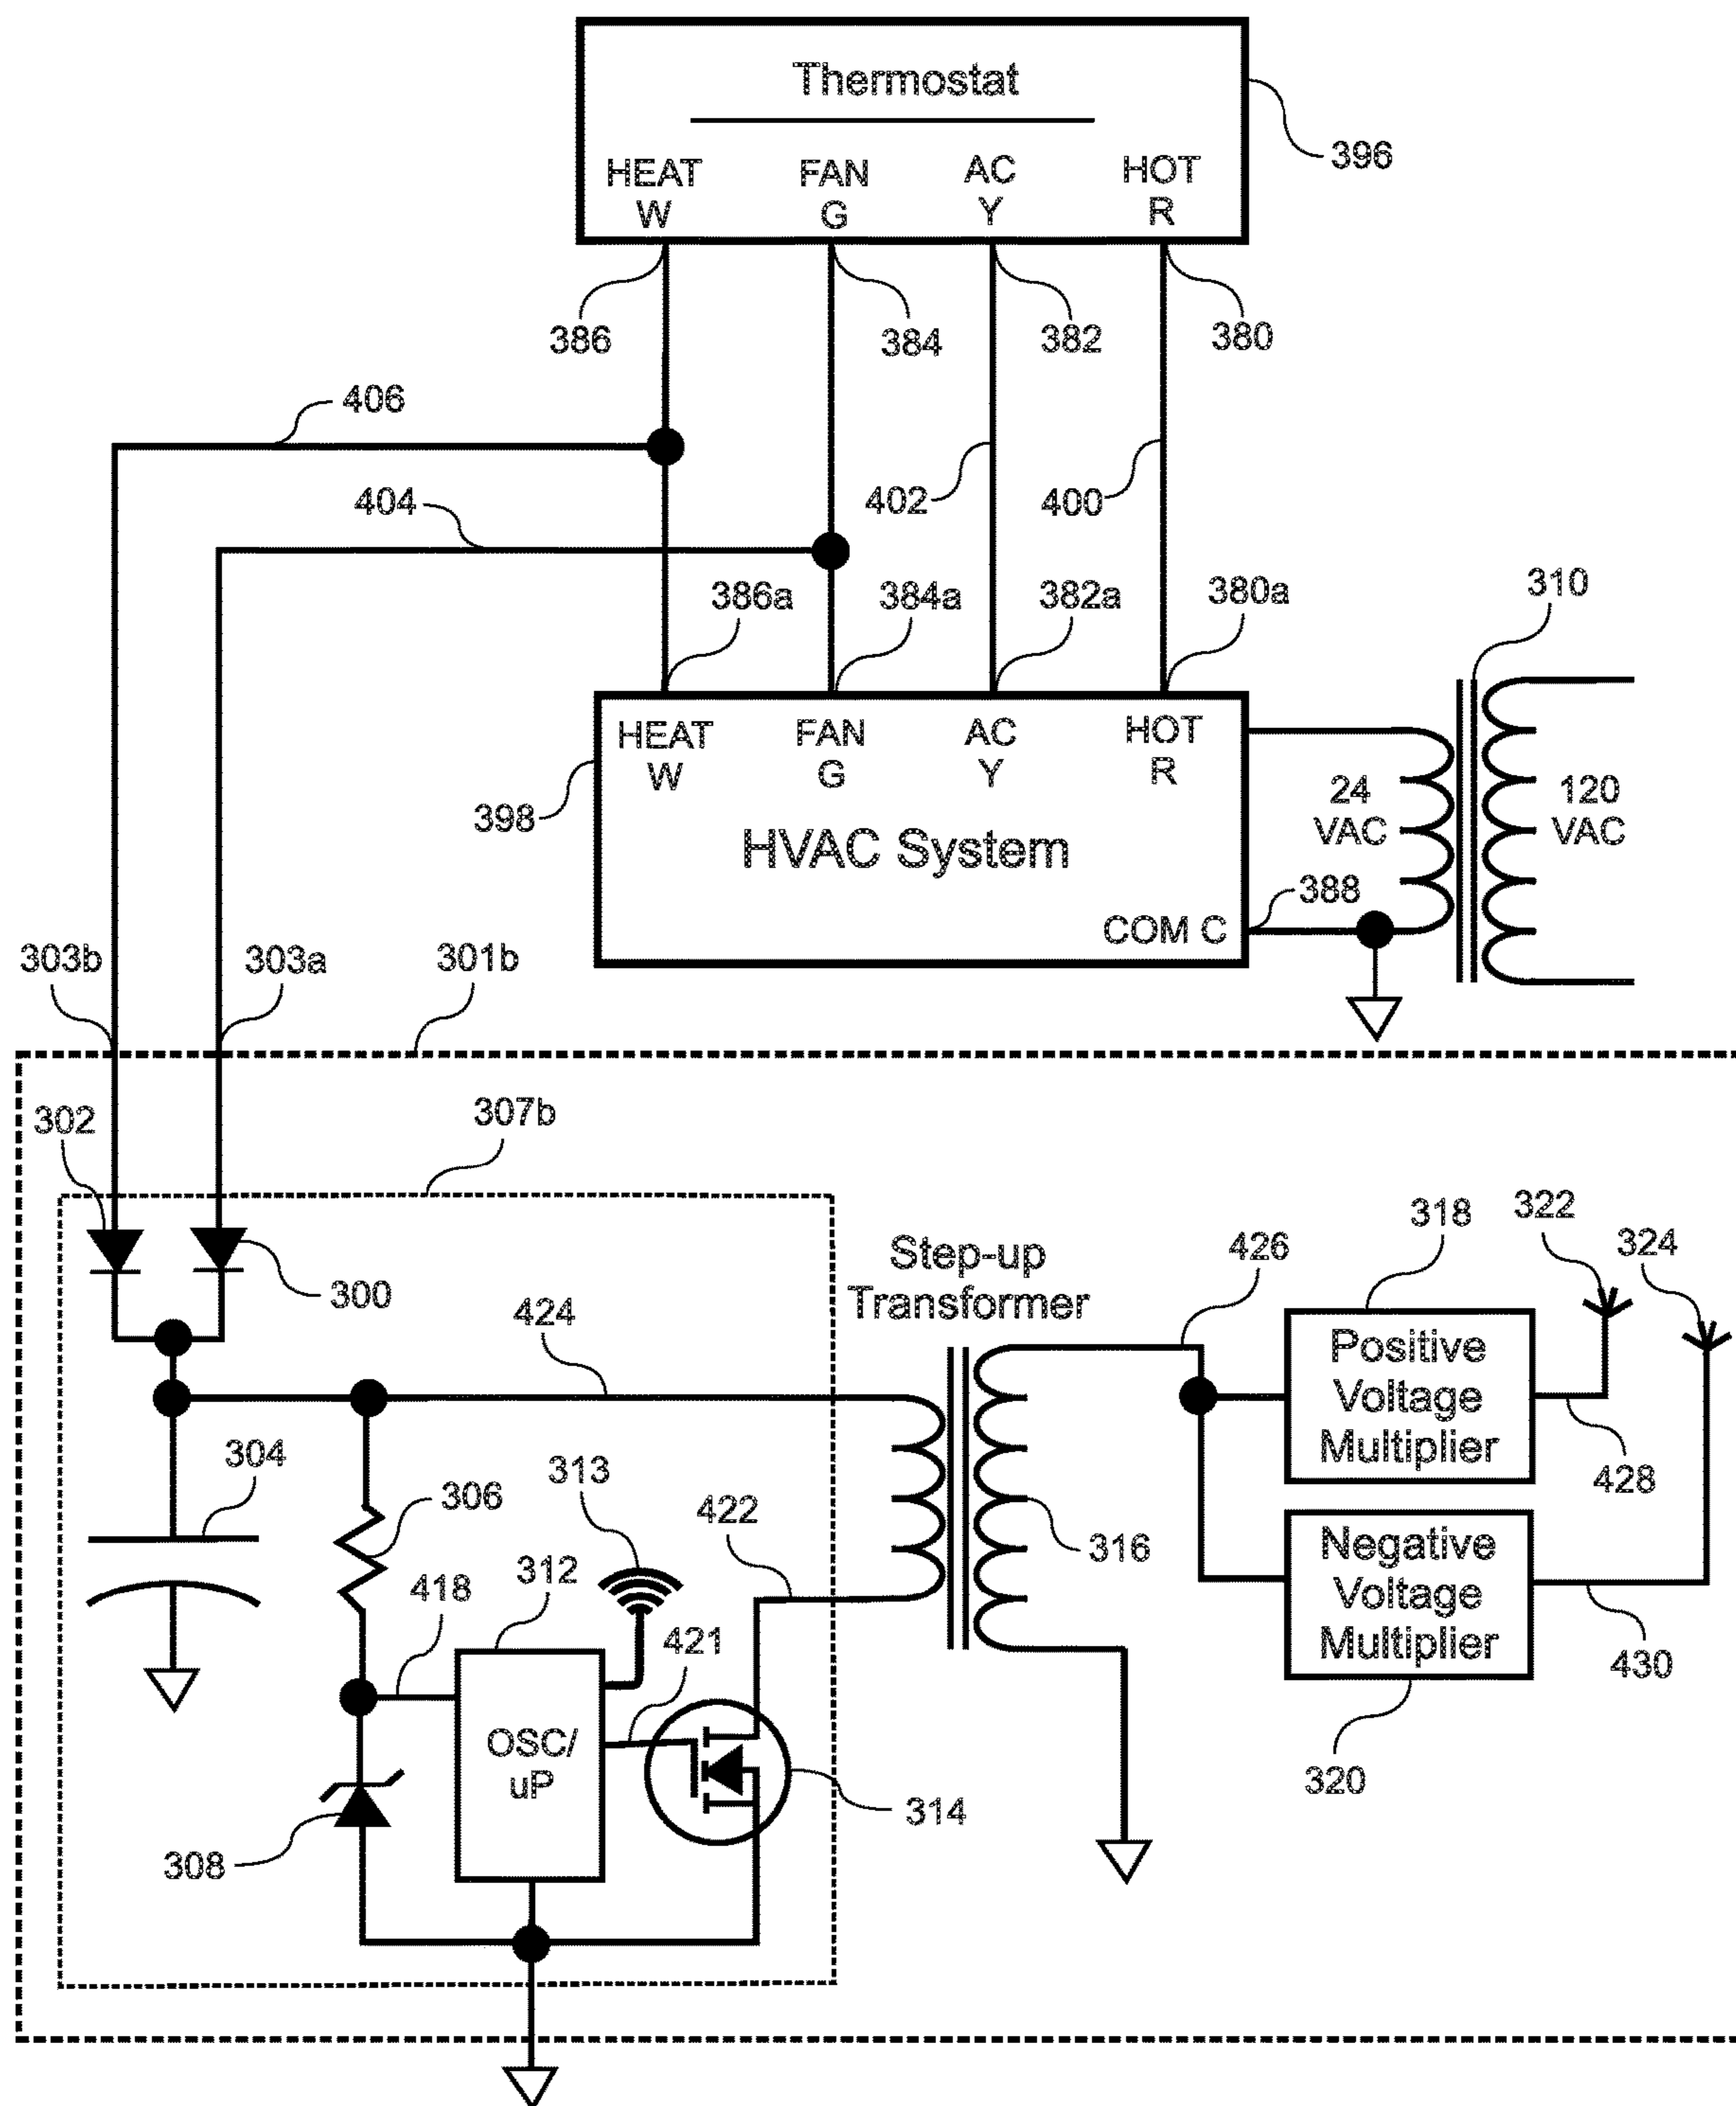 Thermostat
HEAT FAN AC HOT
W G Y R
396
386 384 382 380
406
404 402 400
386a 384a 382a 380a 310
HEAT FAN AC HOT
W G Y R
24 VAC
120 VAC
398
HVAC System
388
COM C
303b 303a 301b
302 307b
300
424
Step-up
Transformer
426 318 322 324
Positive
Voltage
Multiplier
428
304 306 313 422 316
Negative
Voltage
Multiplier
430
320
418 312 421
OSC/
uP
314
308